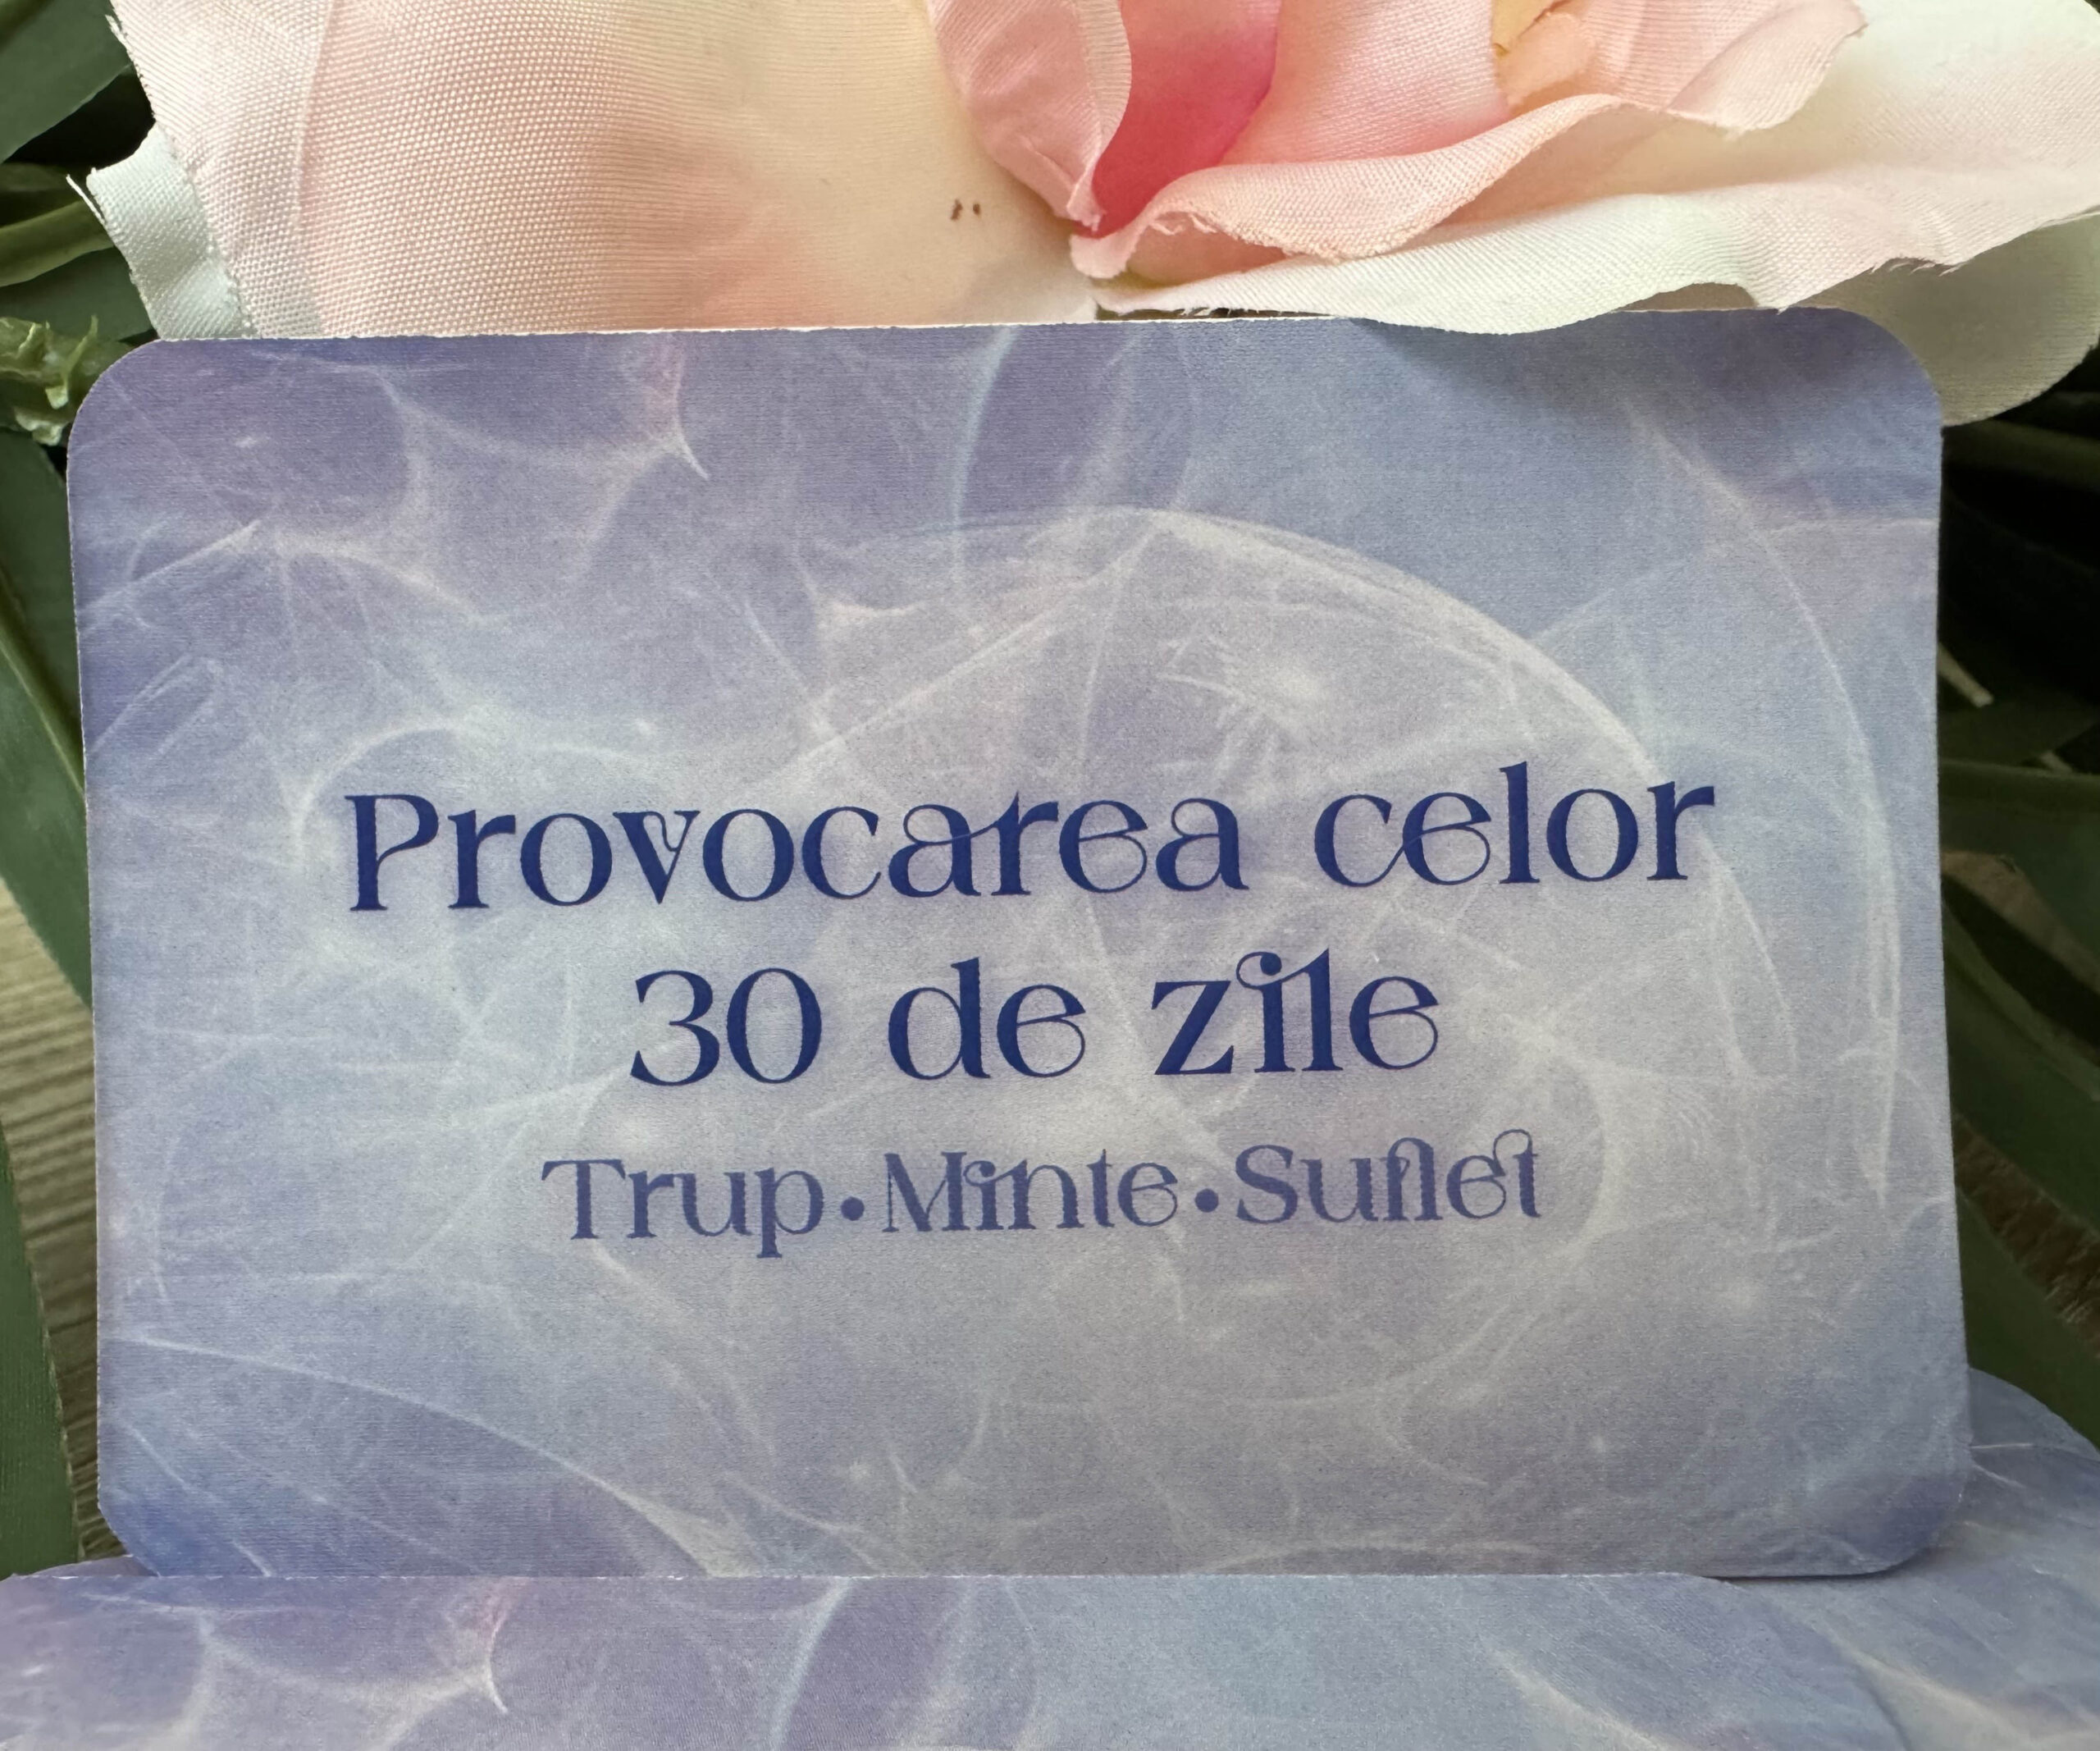 Provocarea celor
30 de zile
Trup•Minte•Suflet